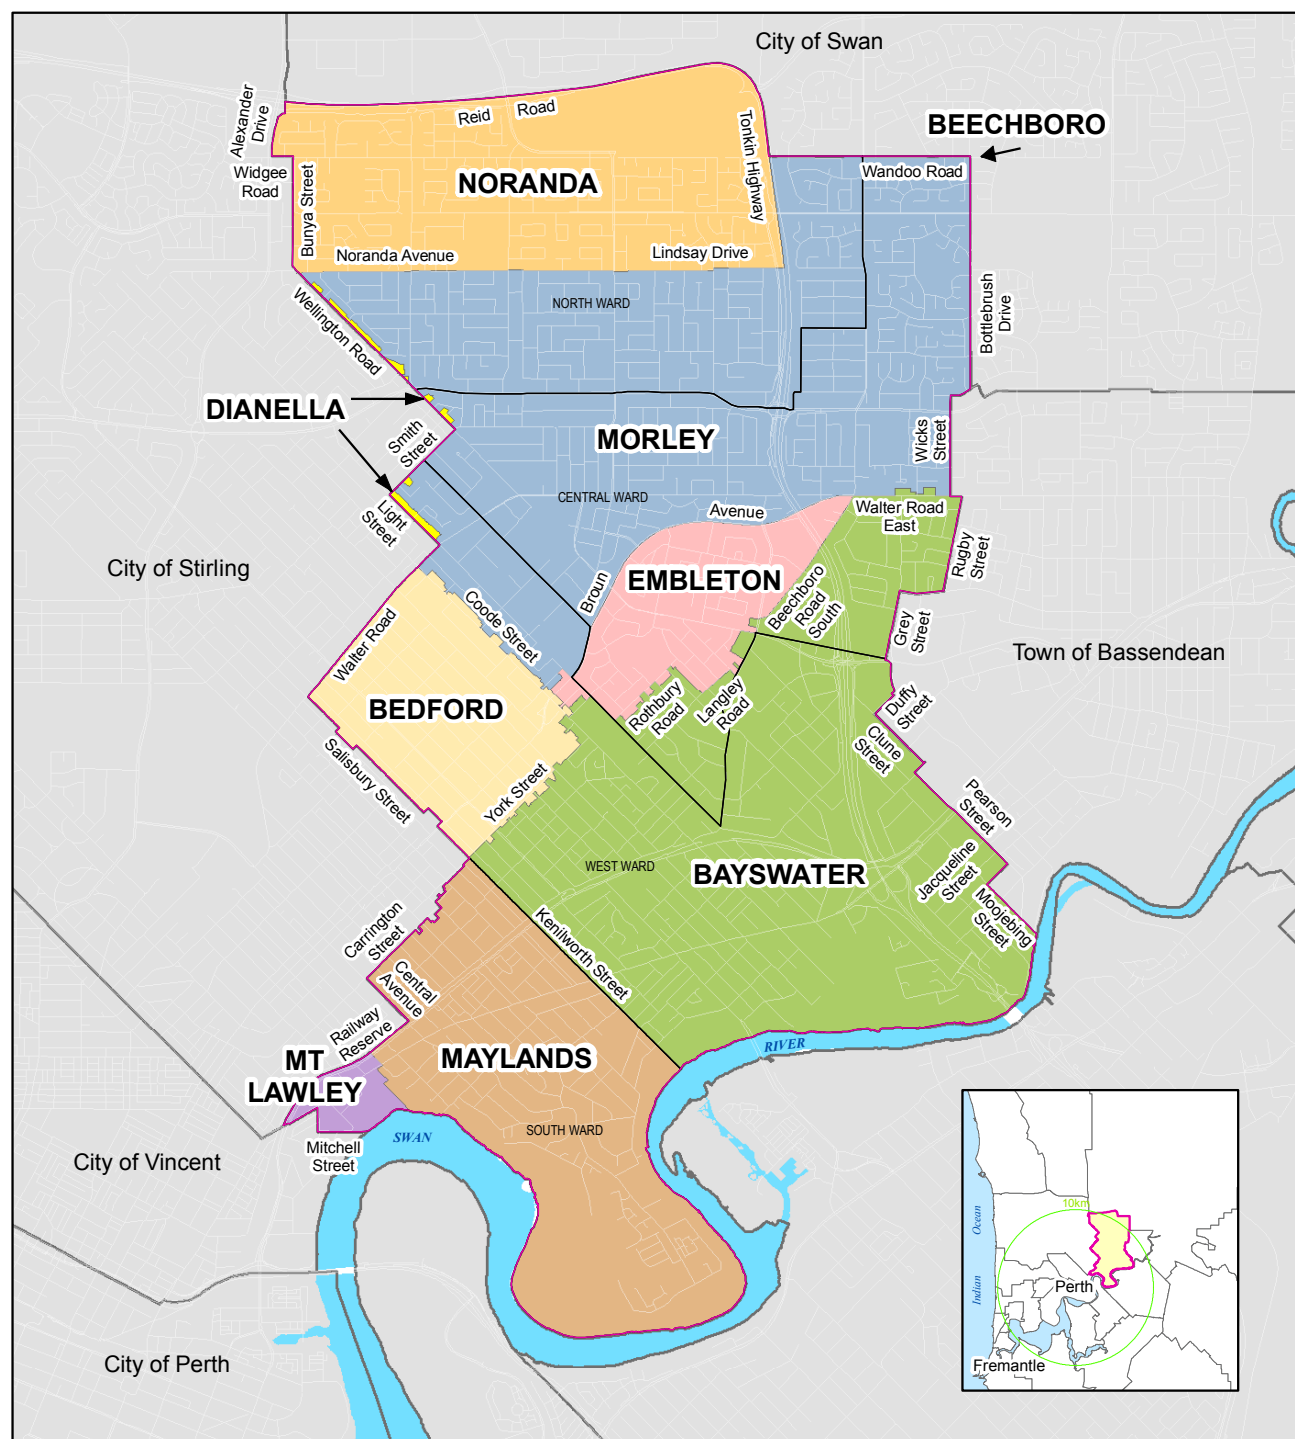 City of Swan
BEECHBORO
Alexander
Drive
Reid
Road
Tonkin Highway
Widgee
Road
Wandoo Road
NORANDA
Bunya Street
Noranda Avenue
Lindsay Drive
Wellington Road
NORTH WARD
Bottlebrush
Drive
DIANELLA
Smith
Street
MORLEY
Wicks
Street
CENTRAL WARD
Light
Street
Avenue
Walter Road
East
Rugby
Street
City of Stirling
EMBLETON
Broun
Beechboro
Road
South
Coode Street
Grey
Street
Walter Road
Town of Bassendean
BEDFORD
Rothbury
Road
Langley
Road
Duffy
Street
Clune
Street
Salisbury Street
York Street
Pearson
Street
WEST WARD
BAYSWATER
Jacqueline
Street
Moojebing
Street
Carrington
Street
Kenilworth Street
Central
Avenue
Railway
Reserve
MT
LAWLEY
MAYLANDS
RIVER
SWAN
SOUTH WARD
Mitchell
Street
City of Vincent
City of Perth
10km
Ocean
Indian
Perth
Fremantle